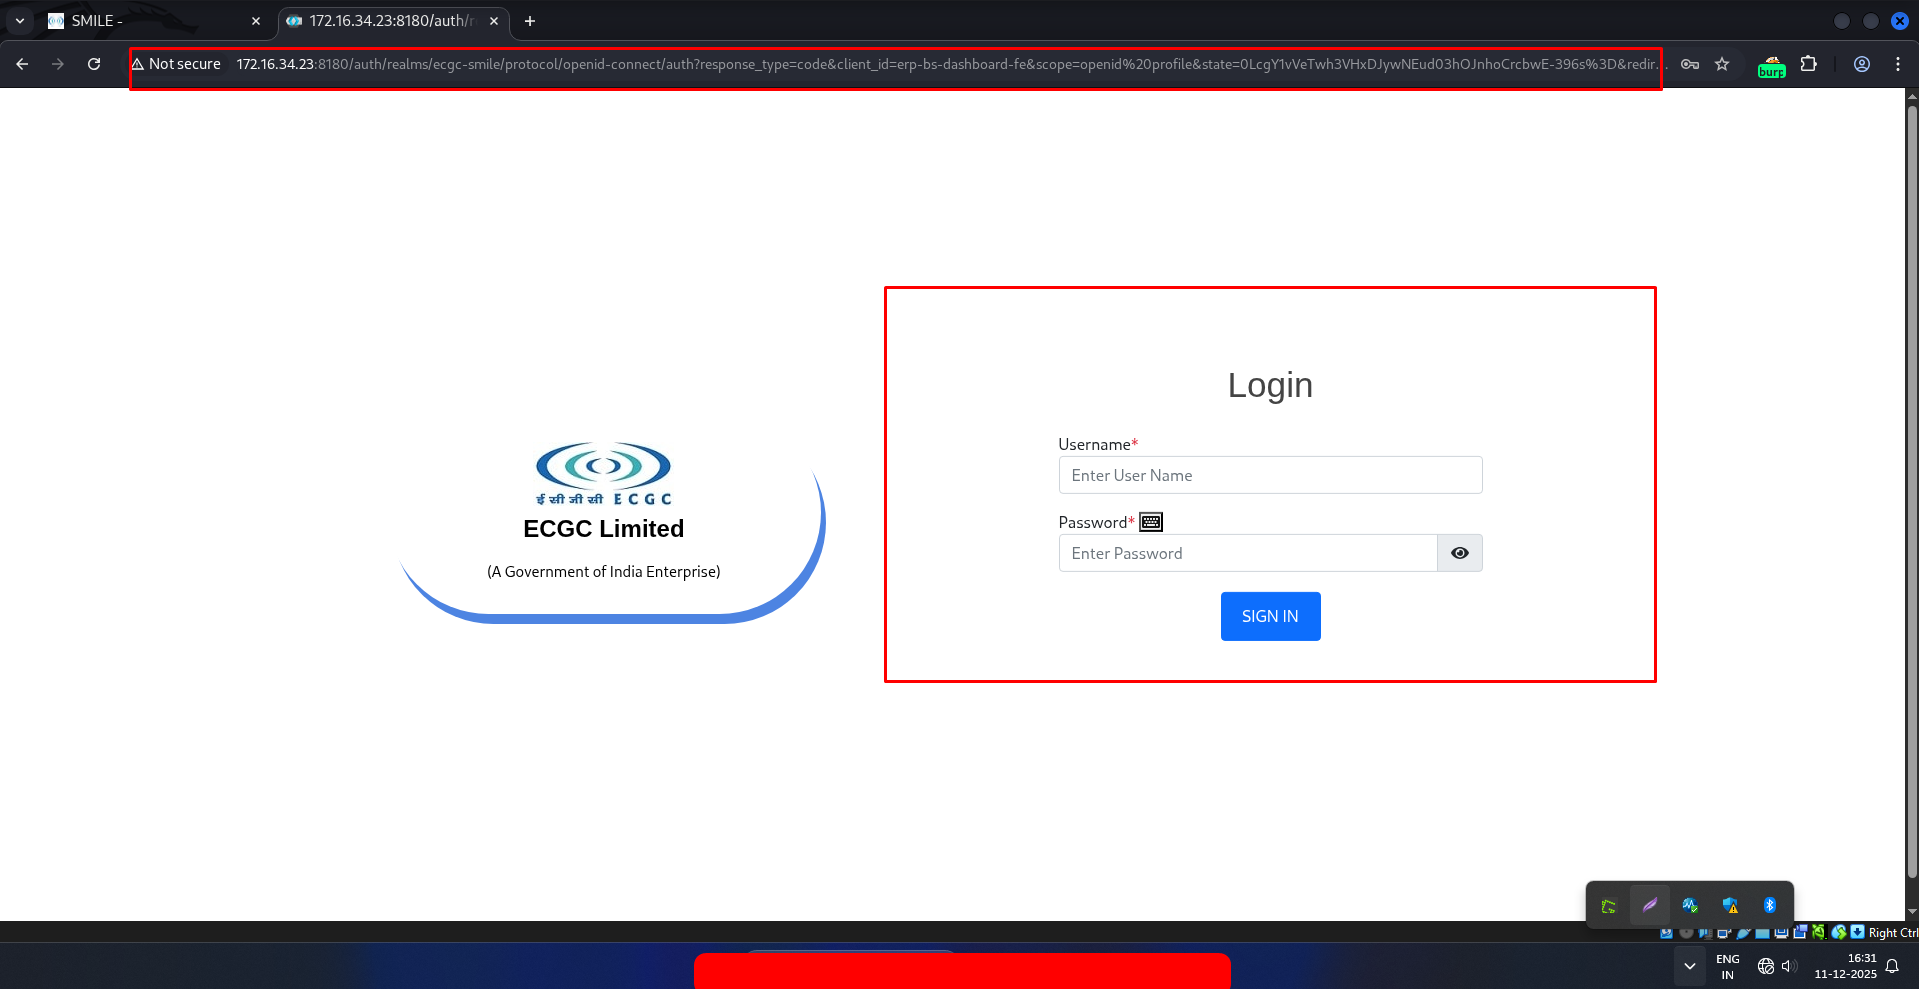 SMILE -
172.16.34.23:8180/auth/r
Not secure
172.16.34.23:8180/auth/realms/ecgc-smile/protocol/openid-connect/auth?response_type=code&client_id=erp-bs-dashboard-fe&scope=openid%20profile&state=0LcgY1vVeTwh3VHxDJywNEud03hOJnhoCrcbwE-396s%3D&redir...
burp
Login
Username*
Enter User Name
Password*
Enter Password
SIGN IN
ई सी जी सी ECGC
ECGC Limited
(A Government of India Enterprise)
Right Ctrl
ENG
IN
16:31
11-12-2025